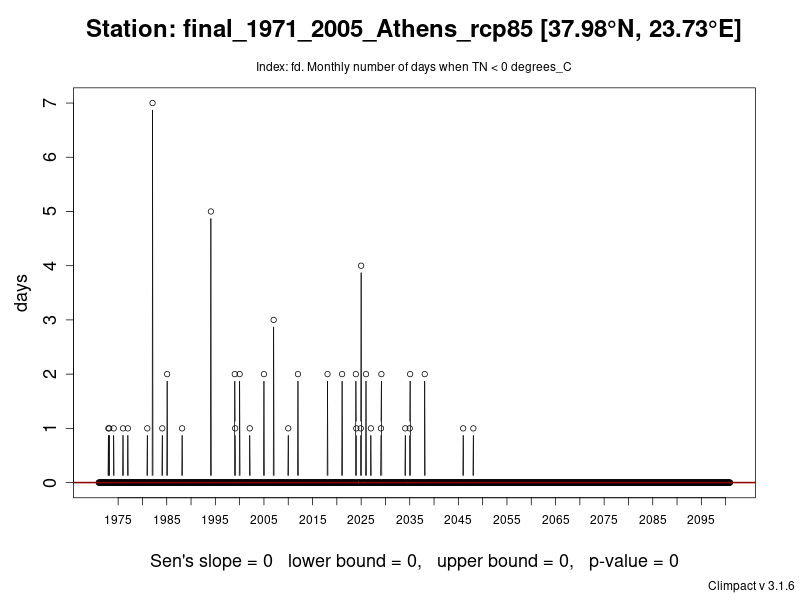 Station: final_1971_2005_Athens_rcp85 [37.98°N, 23.73°E]
Index: fd. Monthly number of days when TN < 0 degrees_C
days
7
6
5
4
3
2
1
0
1975 1985 1995 2005 2015 2025 2035 2045 2055 2065 2075 2085 2095
Sen's slope = 0 lower bound = 0, upper bound = 0, p-value = 0
Climpact v 3.1.6